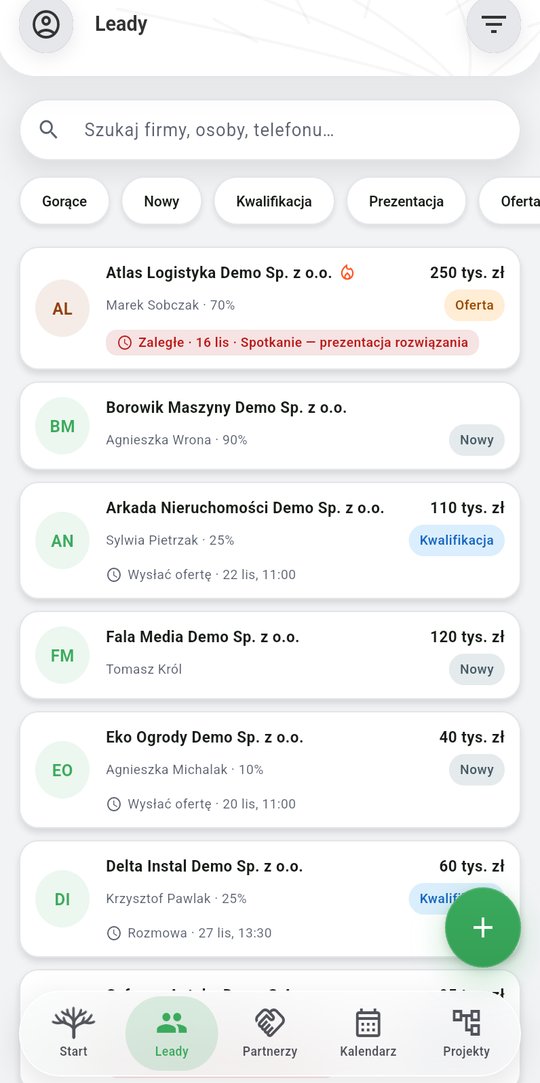 Leady
Szukaj firmy, osoby, telefonu…
Gorące
Nowy
Kwalifikacja
Prezentacja
Oferta
Atlas Logistyka Demo Sp. z o.o.
250 tys. zł
AL
Marek Sobczak · 70%
Oferta
Zaległe · 16 lis · Spotkanie — prezentacja rozwiązania
Borowik Maszyny Demo Sp. z o.o.
BM
Agnieszka Wrona · 90%
Nowy
Arkada Nieruchomości Demo Sp. z o.o.
110 tys. zł
AN
Sylwia Pietrzak · 25%
Kwalifikacja
Wysłać ofertę · 22 lis, 11:00
Fala Media Demo Sp. z o.o.
120 tys. zł
FM
Tomasz Król
Nowy
Eko Ogrody Demo Sp. z o.o.
40 tys. zł
EO
Agnieszka Michalak · 10%
Nowy
Wysłać ofertę · 20 lis, 11:00
Delta Instal Demo Sp. z o.o.
60 tys. zł
DI
Krzysztof Pawlak · 25%
Rozmowa · 27 lis, 13:30
Start
Leady
Partnerzy
Kalendarz
Projekty